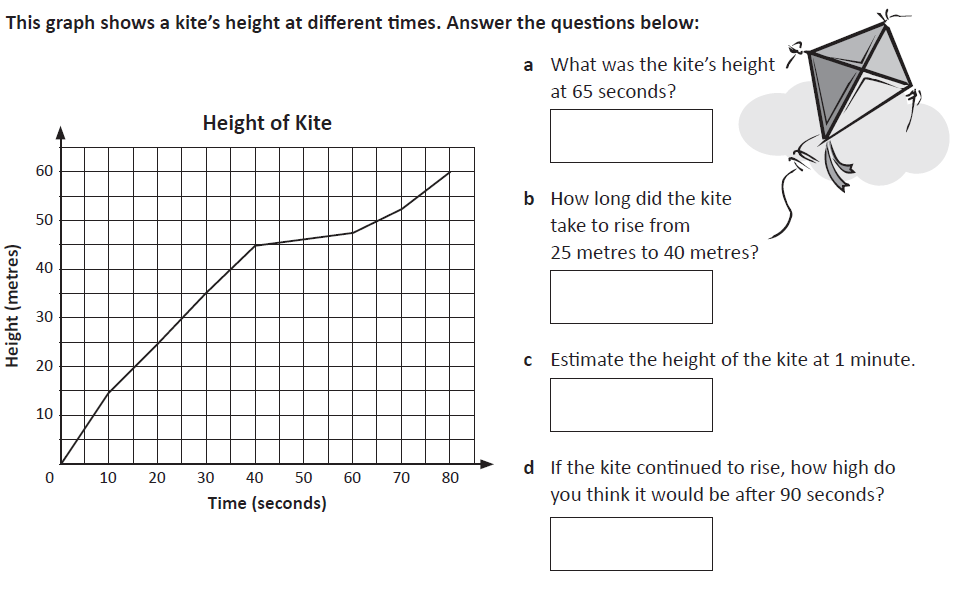 This graph shows a kite's height at different times. Answer the questions below:
a What was the kite's height
at 65 seconds?
b How long did the kite
take to rise from
25 metres to 40 metres?
c Estimate the height of the kite at 1 minute.
d If the kite continued to rise, how high do
you think it would be after 90 seconds?
Height of Kite
Height (metres)
60
50
40
30
20
10
0 10 20 30 40 50 60 70 80
Time (seconds)